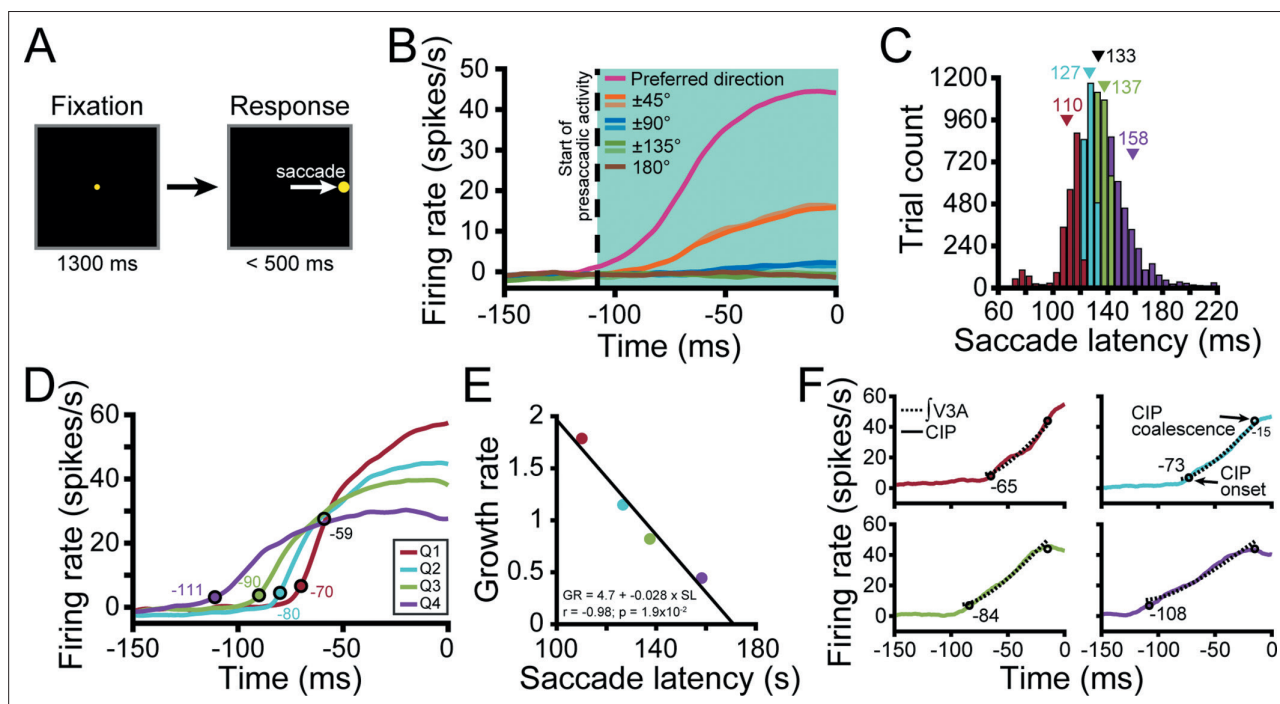 A
Fixation
Response
saccade
1300 ms
< 500 ms
B
Firing rate (spikes/s)
50
40
30
20
10
0
Start of
presaccadic activity
Preferred direction
±45°
±90°
±135°
180°
-150
-100
-50
0
Time (ms)
C
133
127
110
137
158
Trial count
1200
960
720
480
240
0
60
100
140
180
220
Saccade latency (ms)
D
Firing rate (spikes/s)
60
40
20
0
-111
-90
-80
-70
-59
Q1
Q2
Q3
Q4
-150
-100
-50
0
Time (ms)
E
Growth rate
2
1.5
1
0.5
0
GR = 4.7 + -0.028 x SL
r = -0.98; p = 1.9x10-2
100
140
180
Saccade latency (s)
F
Firing rate (spikes/s)
60
40
20
0
∫V3A
CIP
-65
CIP
coalescence
-15
-73
CIP
onset
60
40
20
0
-84
-108
-150
-100
-50
0
-150
-100
-50
0
Time (ms)